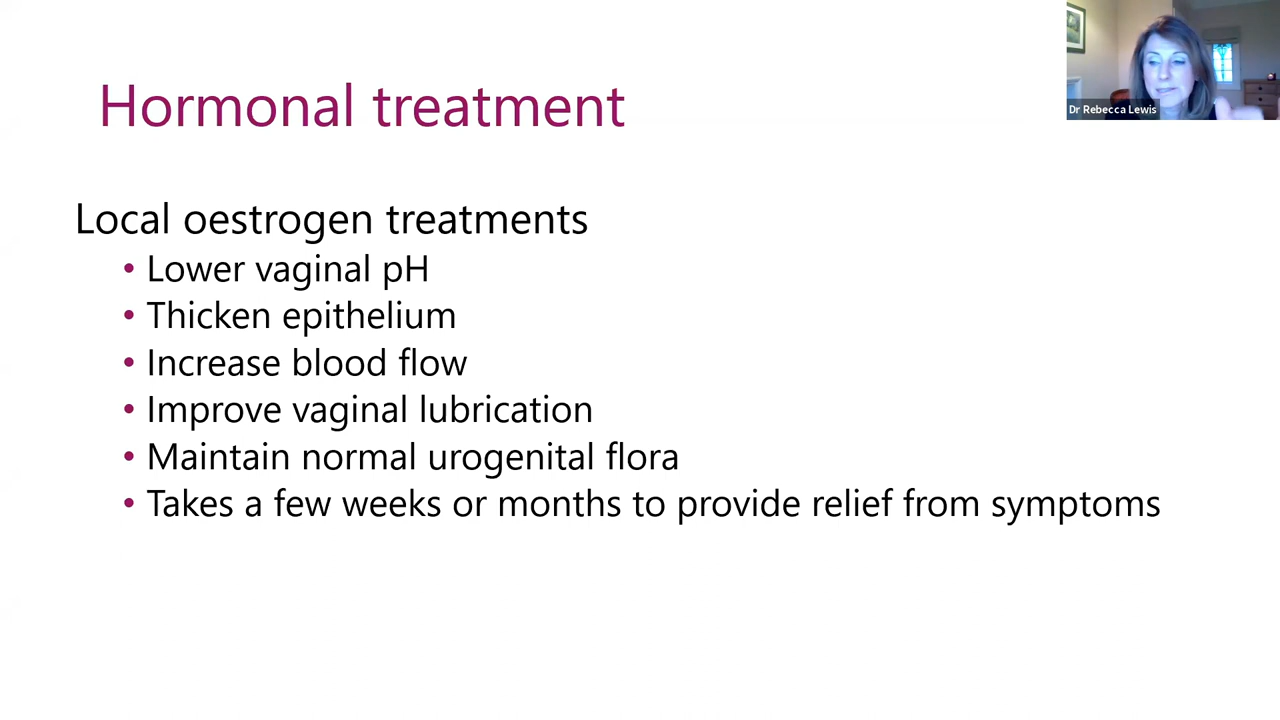 Hormonal treatment
Dr Rebecca Lewis
Local oestrogen treatments
• Lower vaginal pH
• Thicken epithelium
• Increase blood flow
• Improve vaginal lubrication
• Maintain normal urogenital flora
• Takes a few weeks or months to provide relief from symptoms